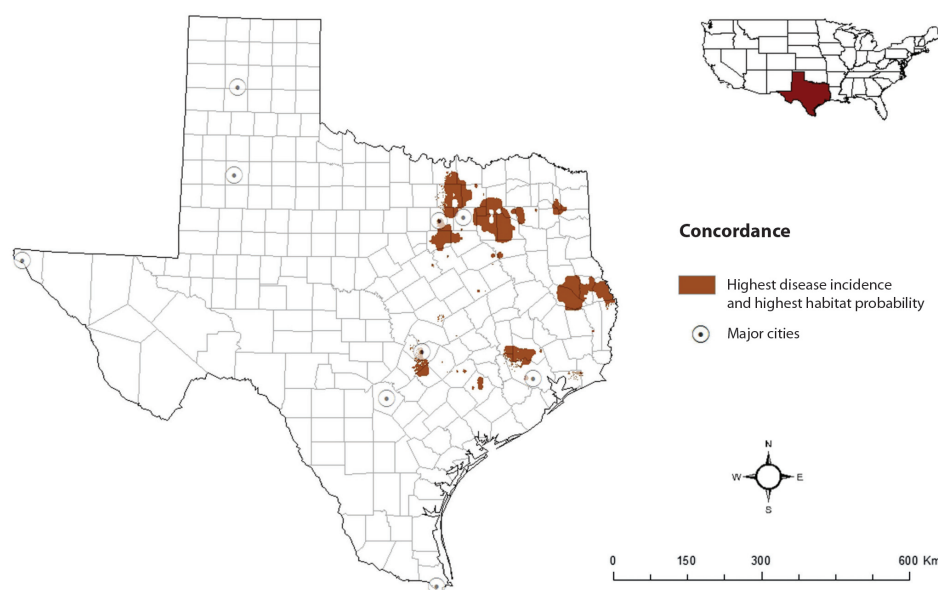 Concordance
Highest disease incidence
and highest habitat probability
Major cities
N
W E
S
0 150 300 600 Km